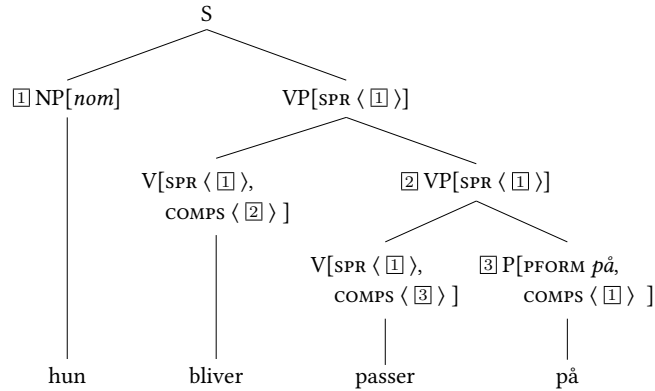 S
1 NP[nom] VP[SPR ⟨ 1 ⟩]
V[SPR ⟨ 1 ⟩, 2 VP[SPR ⟨ 1 ⟩]
COMPS ⟨ 2 ⟩ ]
V[SPR ⟨ 1 ⟩, 3 P[PFORM på,
COMPS ⟨ 3 ⟩ ] COMPS ⟨ 1 ⟩ ]
hun bliver passer på